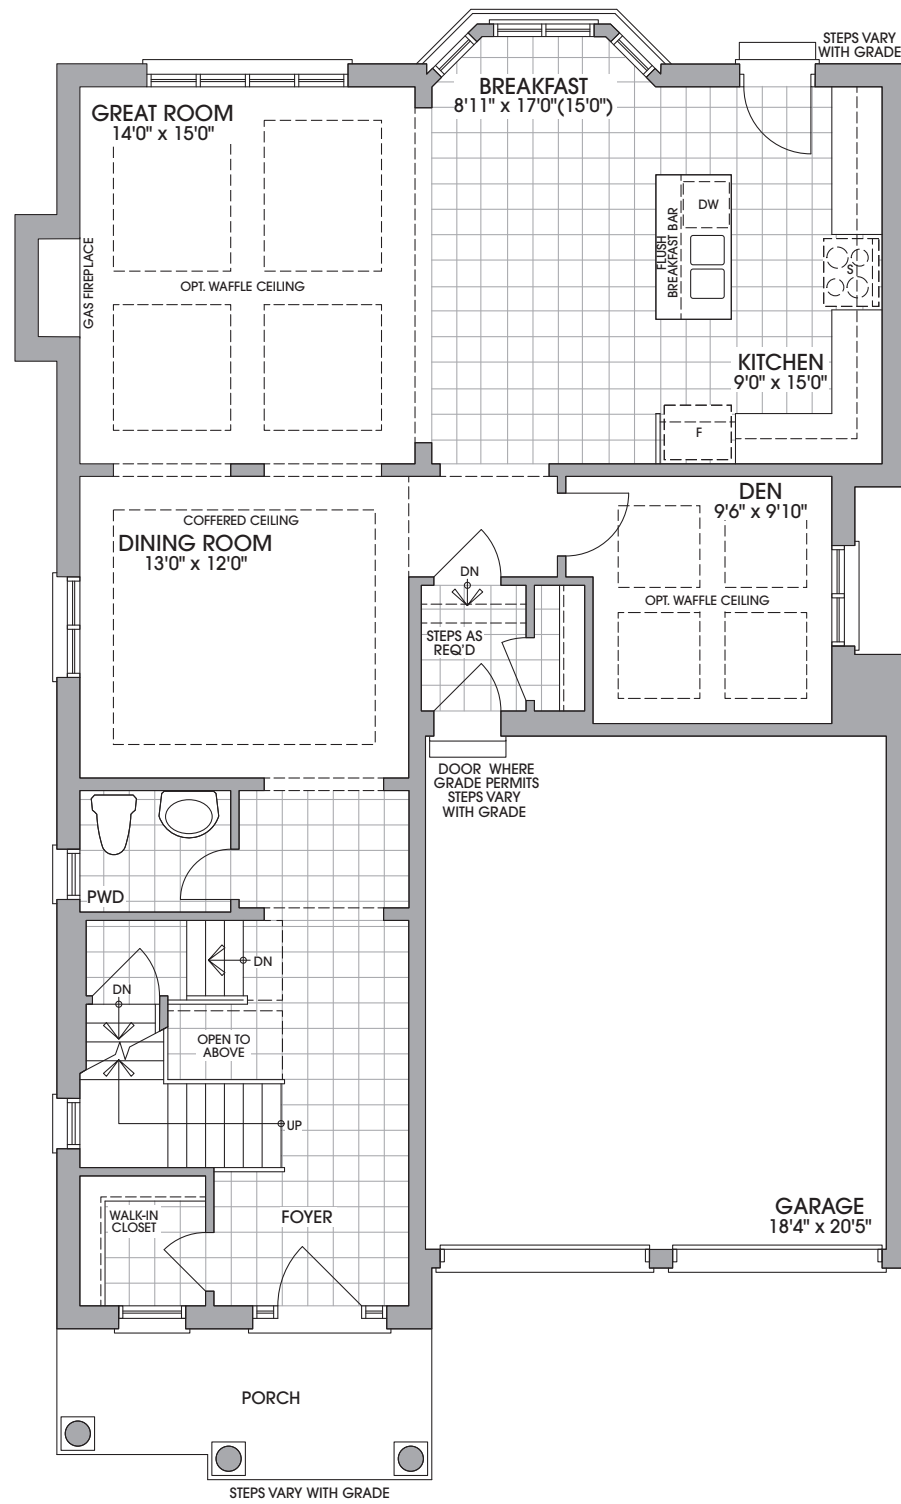 STEPS VARY
WITH GRADE
BREAKFAST
8'11" x 17'0"(15'0")
GREAT ROOM
14'0" x 15'0"
DW
FLUSH
BREAKFAST BAR
GAS FIREPLACE
S
OPT. WAFFLE CEILING
KITCHEN
9'0" x 15'0"
F
DEN
9'6" x 9'10"
COFFERED CEILING
DINING ROOM
13'0" x 12'0"
DN
OPT. WAFFLE CEILING
STEPS AS
REQ'D
DOOR WHERE
GRADE PERMITS
STEPS VARY
WITH GRADE
PWD
DN
DN
OPEN TO
ABOVE
UP
WALK-IN
CLOSET
FOYER
GARAGE
18'4" x 20'5"
PORCH
STEPS VARY WITH GRADE